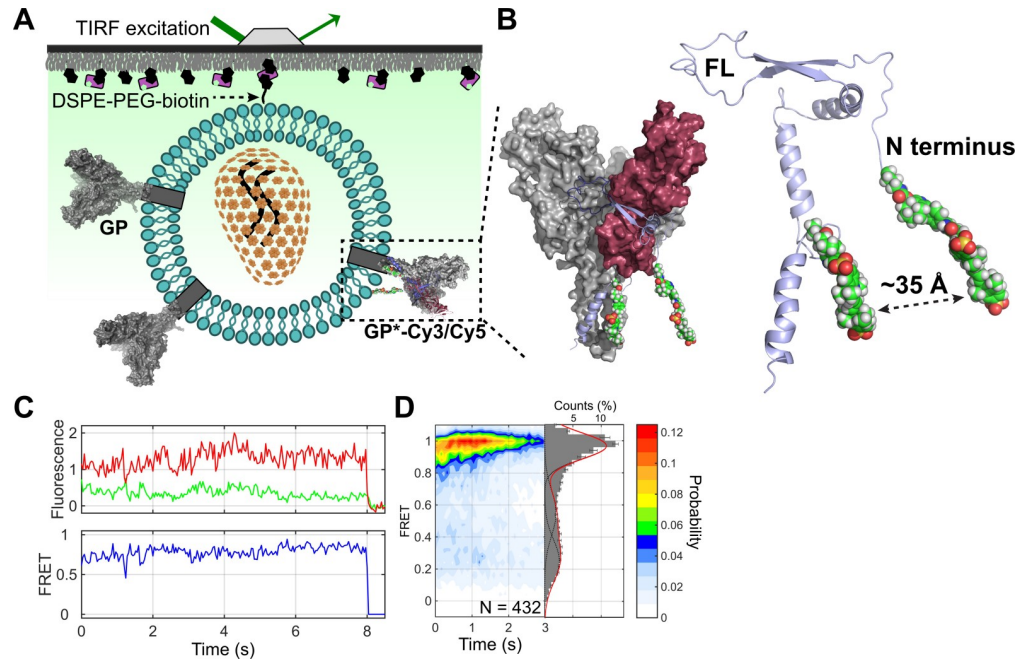 A
TIRF excitation
DSPE-PEG-biotin
GP
GP*-Cy3/Cy5
B
FL
N terminus
~35 Å
C
Fluorescence
2
1
0
FRET
1
0.5
0
0 2 4 6 8
Time (s)
D
Counts (%)
5 10
FRET
1
0.8
0.6
0.4
0.2
0
N = 432
0 1 2 3
Time (s)
0.12
0.1
0.08
0.06
0.04
0.02
0
Probability